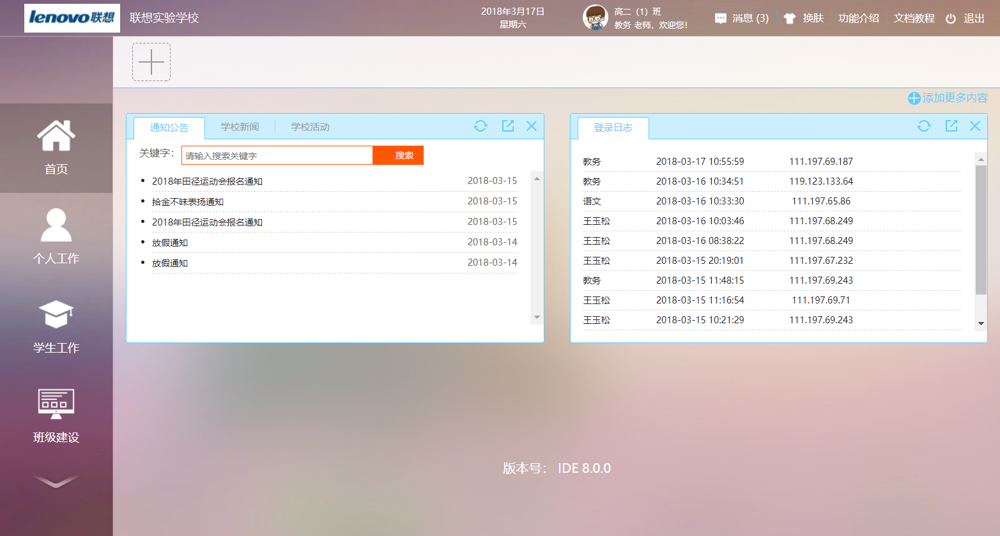 lenovo联想 联想实验学校
2018年3月17日
星期六
高二（1）班
教务 老师，欢迎您！
消息 (3) 换肤 功能介绍 文档教程 退出
添加更多内容
首页
个人工作
学生工作
班级建设
通知公告 学校新闻 学校活动
关键字： 请输入搜索关键字 搜索
2018年田径运动会报名通知 2018-03-15
拾金不昧表扬通知 2018-03-15
2018年田径运动会报名通知 2018-03-15
放假通知 2018-03-14
放假通知 2018-03-14
登录日志
教务 2018-03-17 10:55:59 111.197.69.187
教务 2018-03-16 10:34:51 119.123.133.64
语文 2018-03-16 10:33:30 111.197.65.86
王玉松 2018-03-16 10:03:46 111.197.68.249
王玉松 2018-03-16 08:38:22 111.197.68.249
王玉松 2018-03-15 20:19:01 111.197.67.232
教务 2018-03-15 11:48:15 111.197.69.243
王玉松 2018-03-15 11:16:54 111.197.69.71
王玉松 2018-03-15 10:21:29 111.197.69.243
版本号： IDE 8.0.0